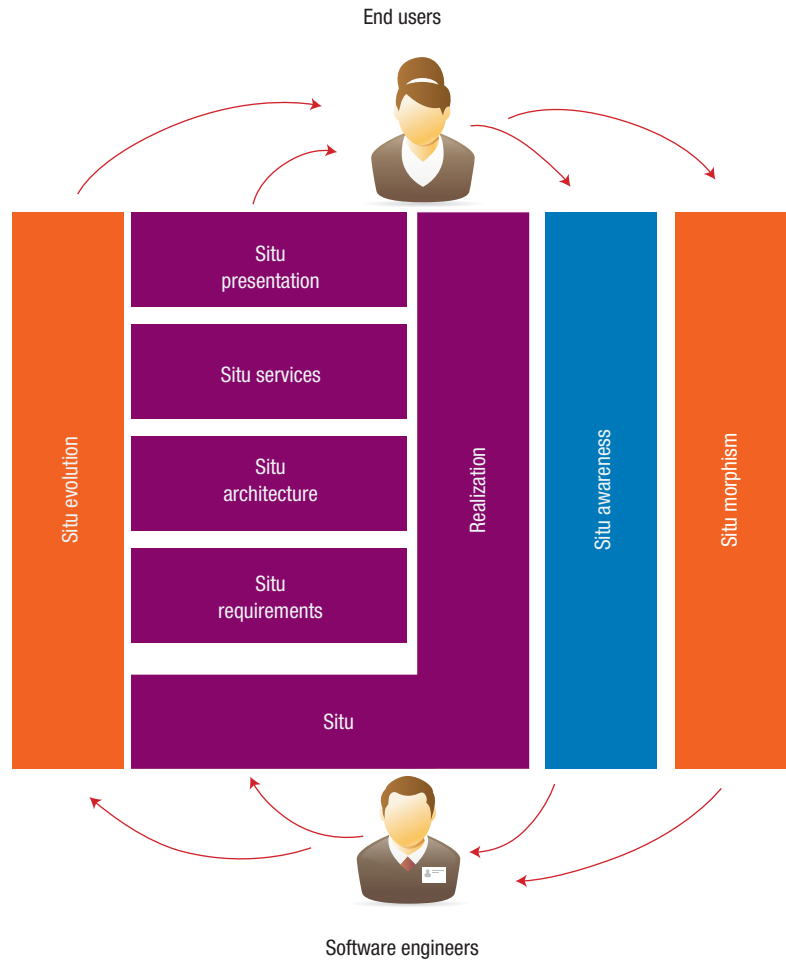 End users
Situ
presentation
Situ services
Situ
architecture
Situ
requirements
Situ
Situ evolution
Realization
Situ awareness
Situ morphism
Software engineers